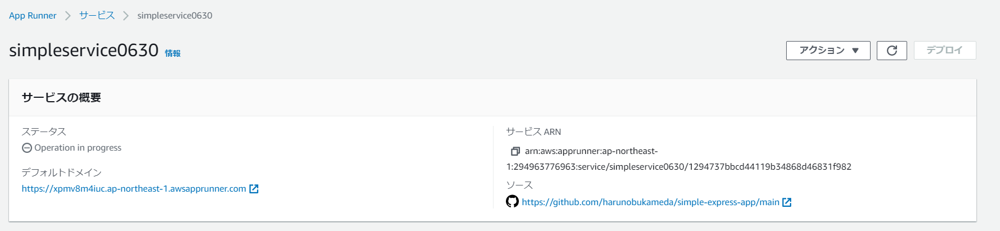 App Runner > サービス > simpleservice0630
simpleservice0630 情報
アクション ▼
デプロイ
サービスの概要
ステータス
Operation in progress
デフォルトドメイン
https://xpmv8m4iuc.ap-northeast-1.awsapprunner.com
サービス ARN
arn:aws:apprunner:ap-northeast-
1:294963776963:service/simpleservice0630/1294737bbcd44119b34868d46831f982
ソース
https://github.com/harunobukameda/simple-express-app/main